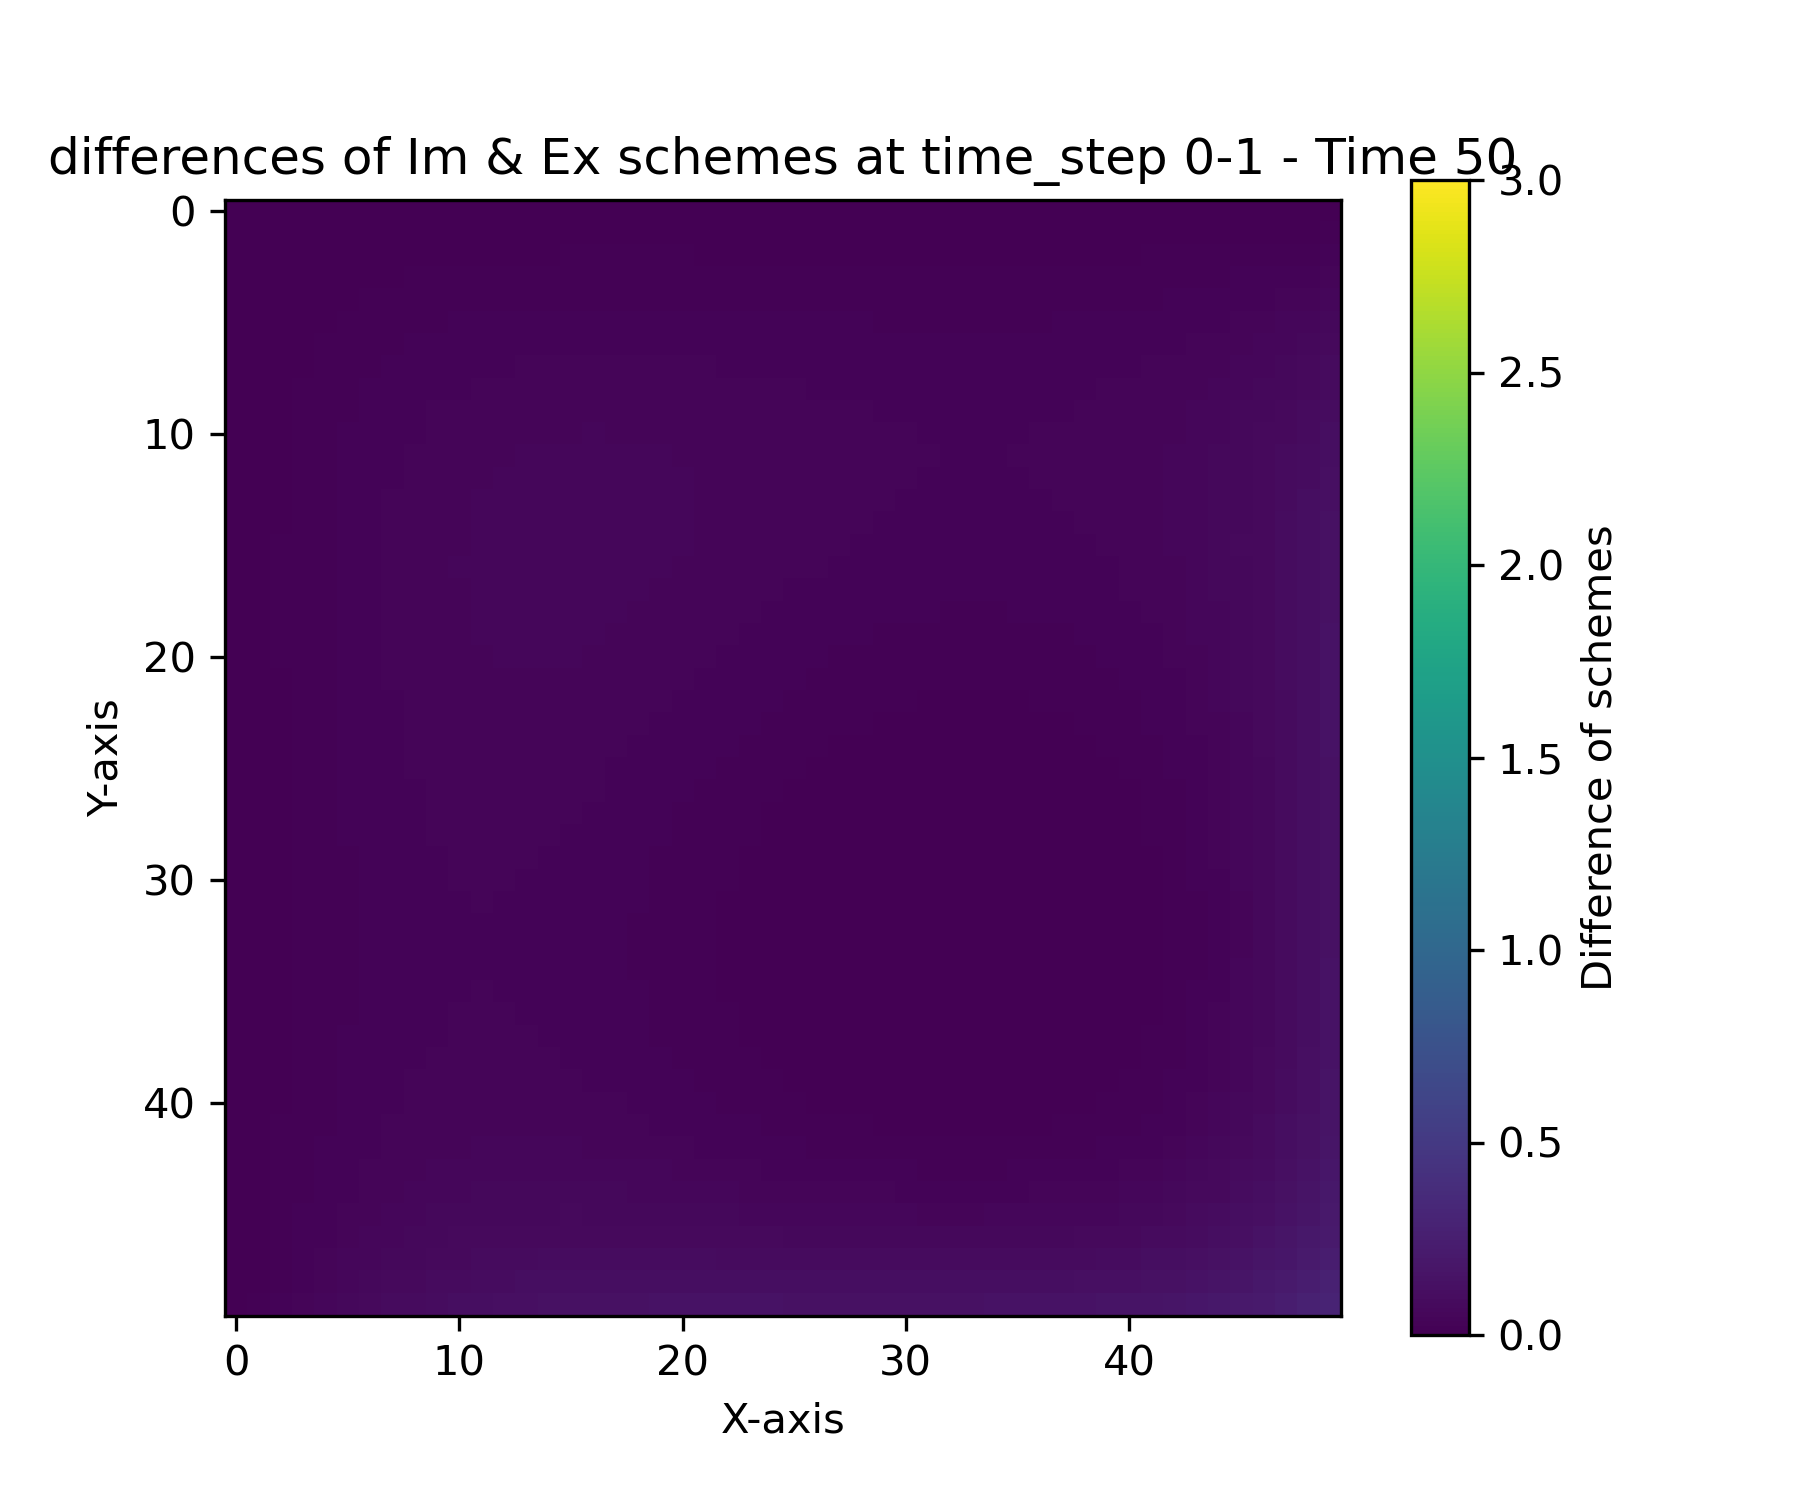 differences of Im & Ex schemes at time_step 0-1 - Time 50
0
10
20
30
40
Y-axis
0 10 20 30 40
X-axis
3.0
2.5
2.0
1.5
1.0
0.5
0.0
Difference of schemes